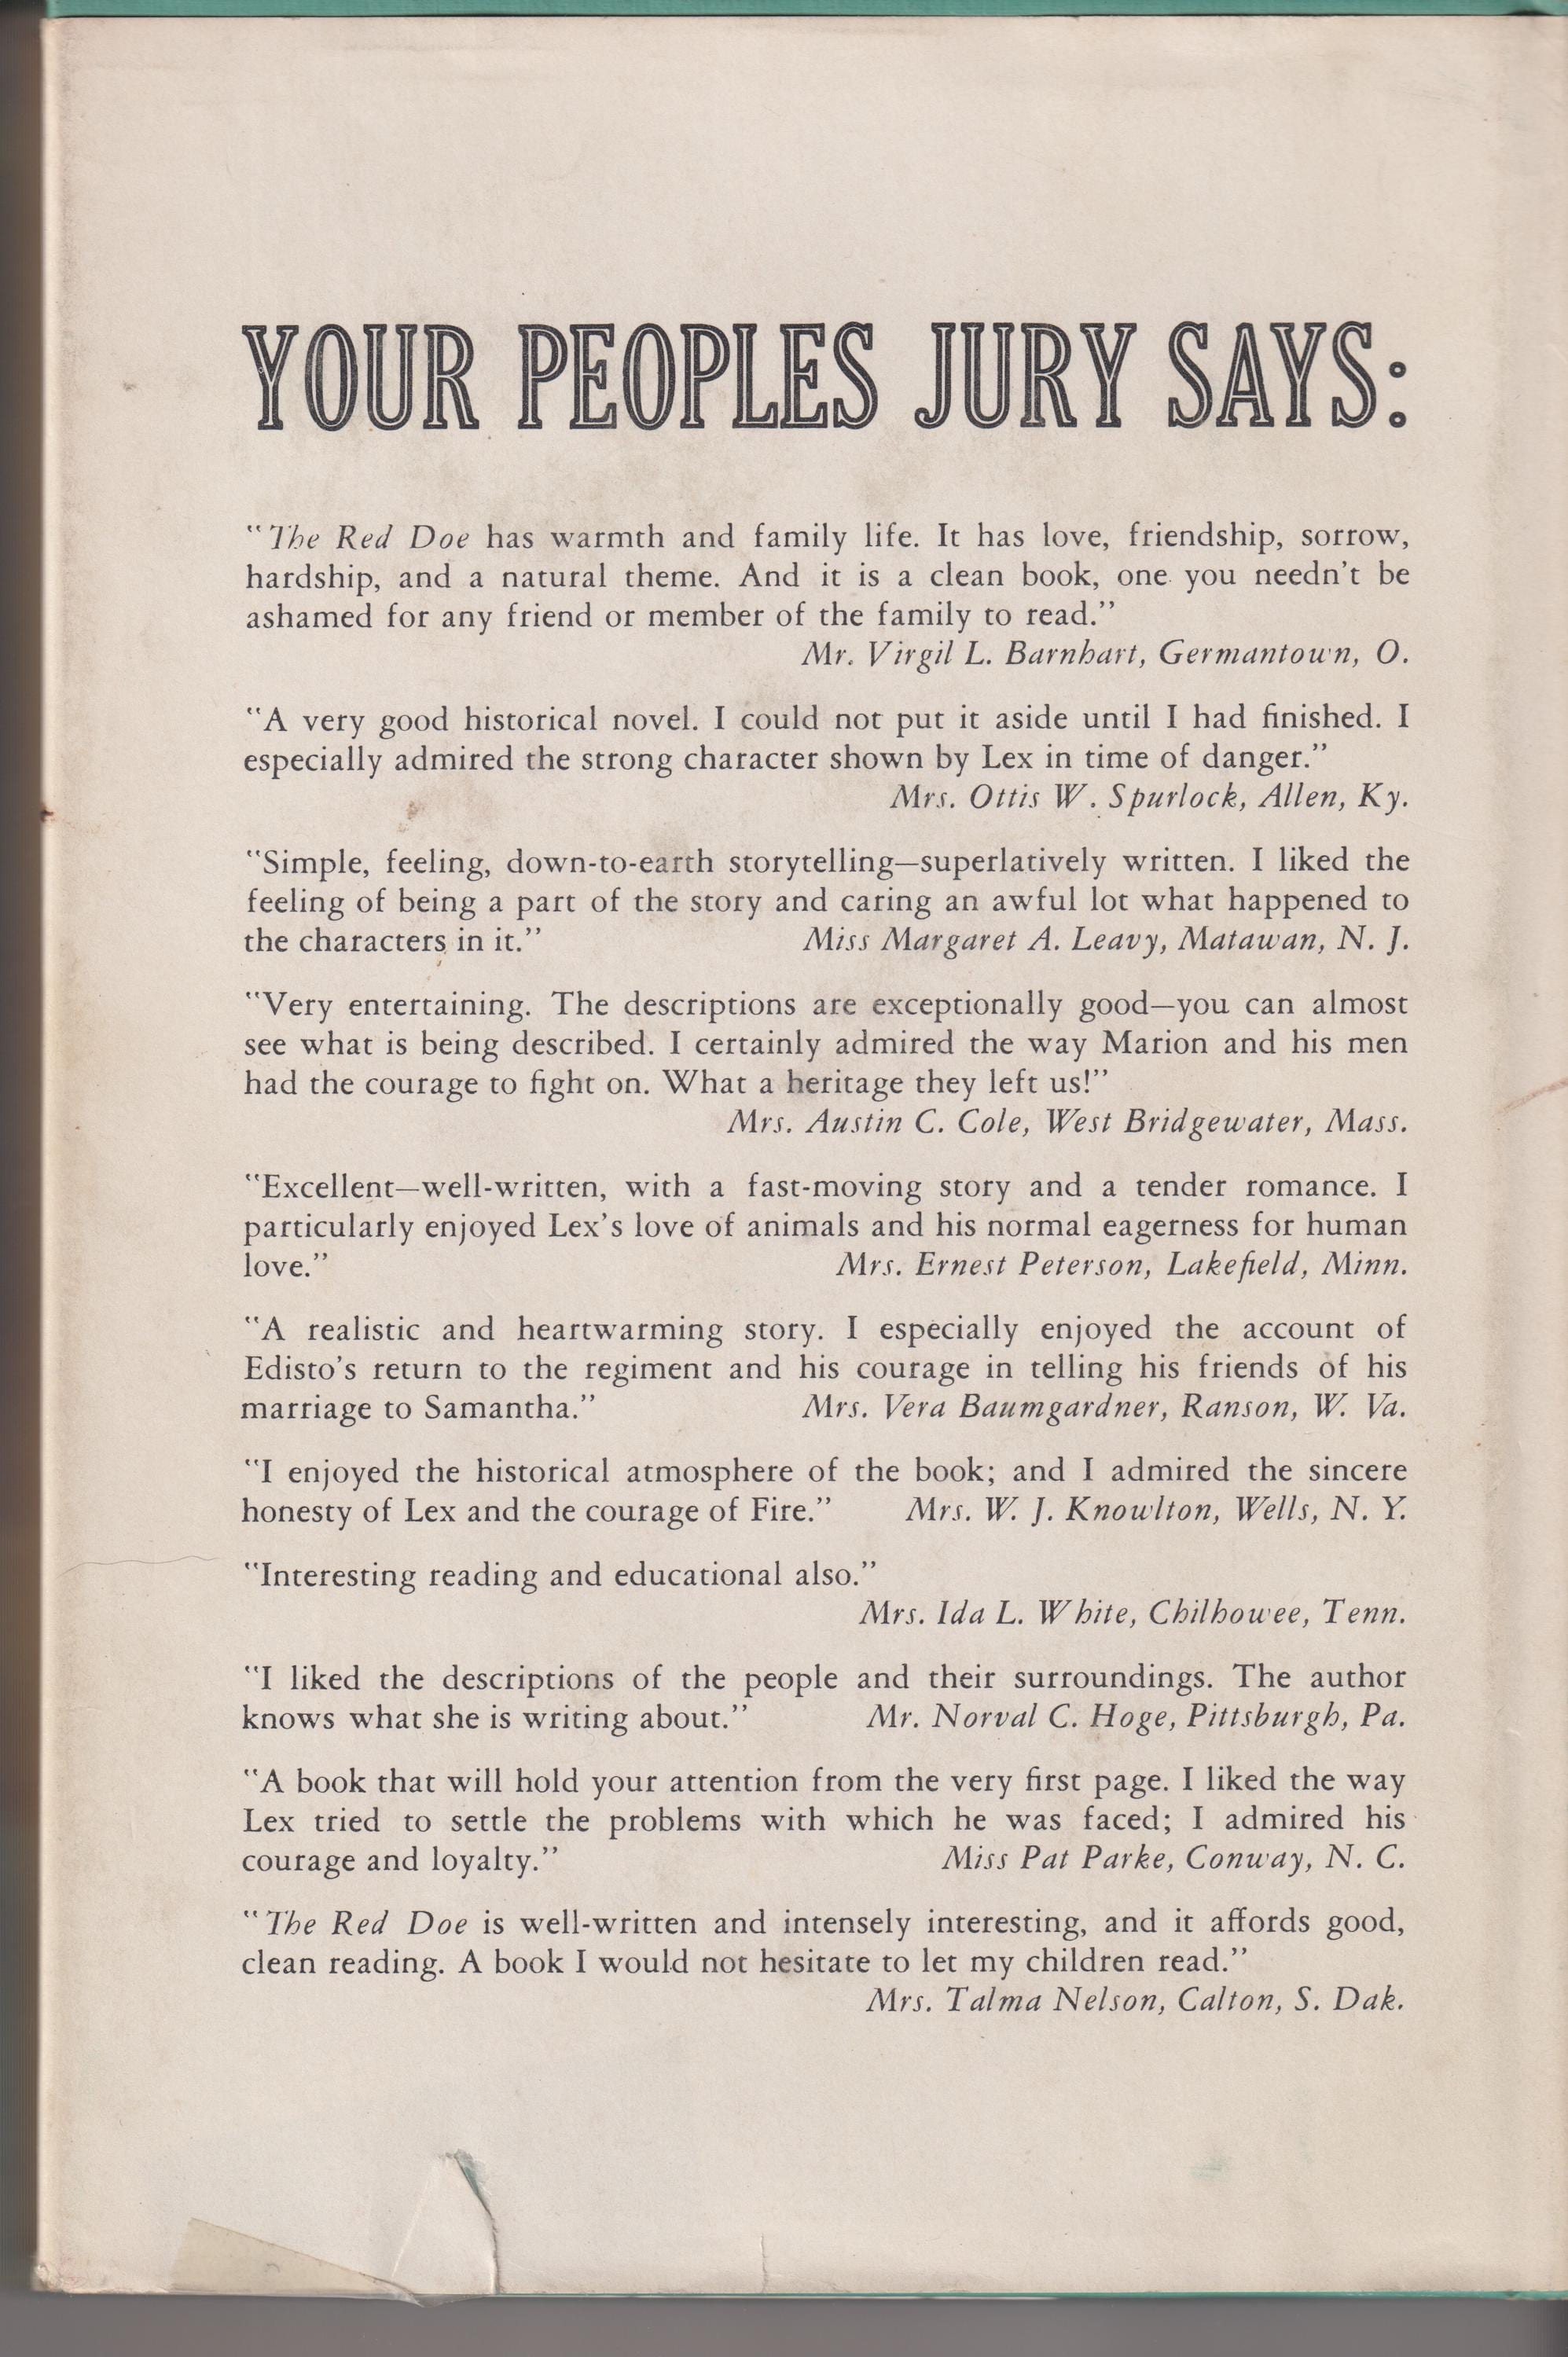 YOUR PEOPLES JURY SAYS:
"The Red Doe has warmth and family life. It has love, friendship, sorrow,
hardship, and a natural theme. And it is a clean book, one you needn't be
ashamed for any friend or member of the family to read."
Mr. Virgil L. Barnhart, Germantown, O.
"A very good historical novel. I could not put it aside until I had finished. I
especially admired the strong character shown by Lex in time of danger."
Mrs. Ottis W. Spurlock, Allen, Ky.
"Simple, feeling, down-to-earth storytelling—superlatively written. I liked the
feeling of being a part of the story and caring an awful lot what happened to
the characters in it." Miss Margaret A. Leavy, Matawan, N. J.
"Very entertaining. The descriptions are exceptionally good—you can almost
see what is being described. I certainly admired the way Marion and his men
had the courage to fight on. What a heritage they left us!"
Mrs. Austin C. Cole, West Bridgewater, Mass.
"Excellent—well-written, with a fast-moving story and a tender romance. I
particularly enjoyed Lex's love of animals and his normal eagerness for human
love." Mrs. Ernest Peterson, Lakefield, Minn.
"A realistic and heartwarming story. I especially enjoyed the account of
Edisto's return to the regiment and his courage in telling his friends of his
marriage to Samantha." Mrs. Vera Baumgardner, Ranson, W. Va.
"I enjoyed the historical atmosphere of the book; and I admired the sincere
honesty of Lex and the courage of Fire." Mrs. W. J. Knowlton, Wells, N. Y.
"Interesting reading and educational also."
Mrs. Ida L. White, Chilhowee, Tenn.
"I liked the descriptions of the people and their surroundings. The author
knows what she is writing about." Mr. Norval C. Hoge, Pittsburgh, Pa.
"A book that will hold your attention from the very first page. I liked the way
Lex tried to settle the problems with which he was faced; I admired his
courage and loyalty." Miss Pat Parke, Conway, N. C.
"The Red Doe is well-written and intensely interesting, and it affords good,
clean reading. A book I would not hesitate to let my children read."
Mrs. Talma Nelson, Calton, S. Dak.